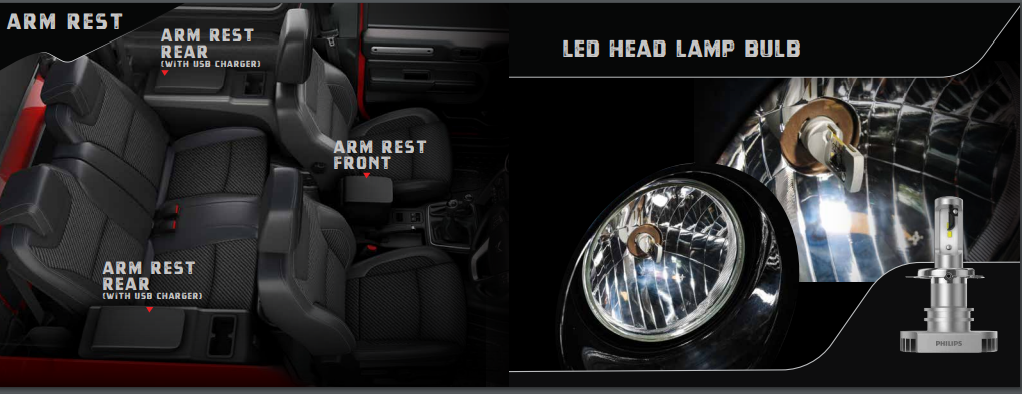 ARM REST
ARM REST
REAR
(WITH USB CHARGER)
ARM REST
FRONT
ARM REST
REAR
(WITH USB CHARGER)
LED HEAD LAMP BULB
PHILIPS